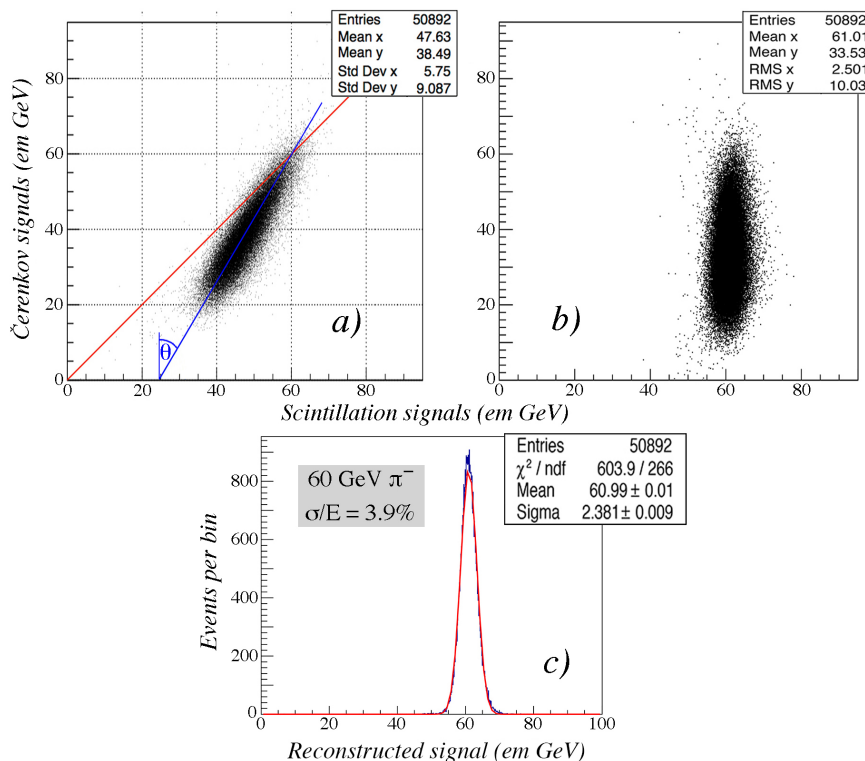 Entries 50892
Mean x 47.63
Mean y 38.49
Std Dev x 5.75
Std Dev y 9.087
Čerenkov signals (em GeV)
80
60
40
20
0
0 20 40 60 80
θ
a)
Entries 50892
Mean x 61.01
Mean y 33.53
RMS x 2.501
RMS y 10.03
80
60
40
20
0
0 20 40 60 80
b)
Scintillation signals (em GeV)
Entries 50892
χ² / ndf 603.9 / 266
Mean 60.99 ± 0.01
Sigma 2.381 ± 0.009
60 GeV π⁻
σ/E = 3.9%
Events per bin
800
600
400
200
0
0 20 40 60 80 100
c)
Reconstructed signal (em GeV)